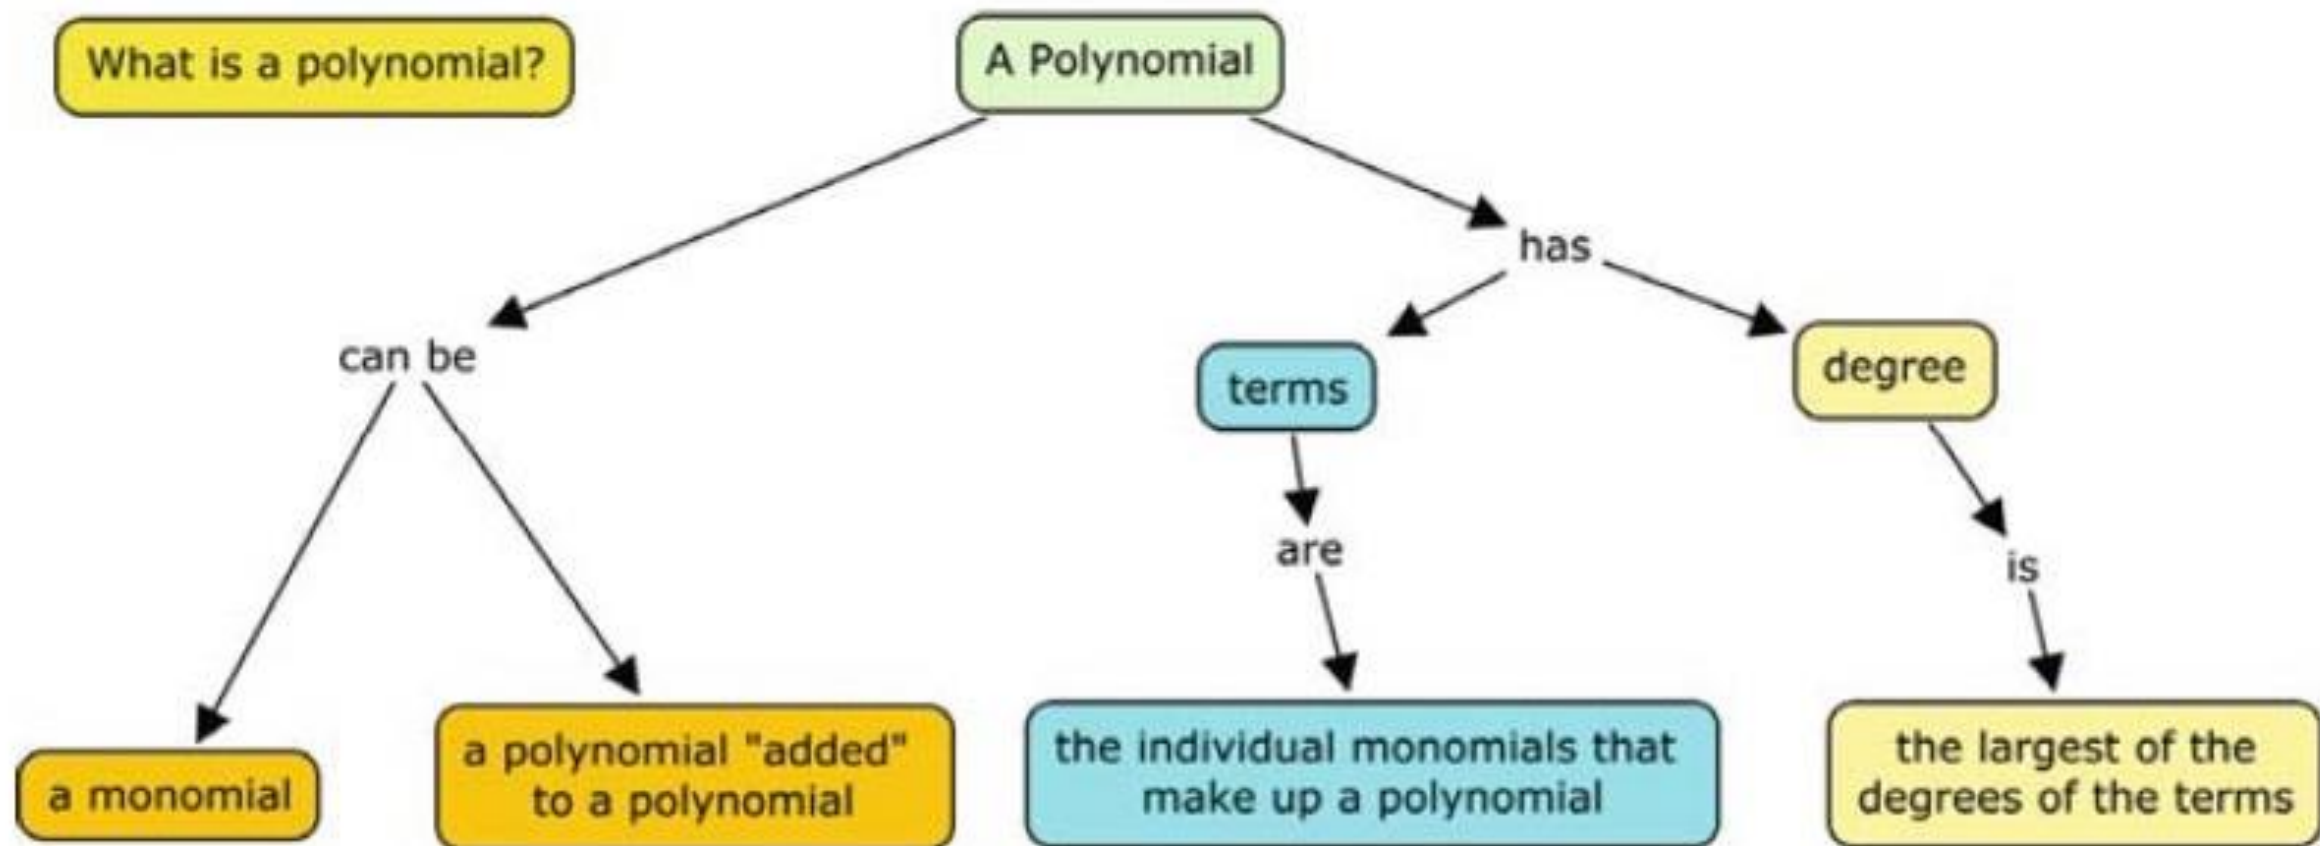 What is a polynomial?
A Polynomial
has
can be
terms
degree
are
is
a monomial
a polynomial "added"
to a polynomial
the individual monomials that
make up a polynomial
the largest of the
degrees of the terms